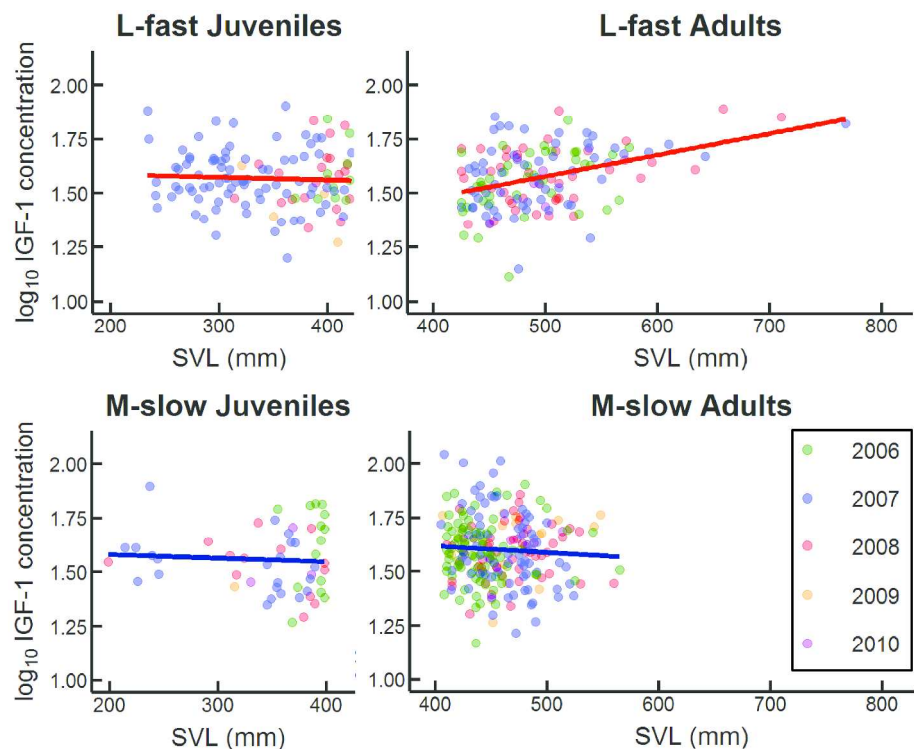 L-fast Juveniles
L-fast Adults
log₁₀ IGF-1 concentration
2.00
1.75
1.50
1.25
1.00
200 300 400
SVL (mm)
2.00
1.75
1.50
1.25
1.00
400 500 600 700 800
SVL (mm)
M-slow Juveniles
M-slow Adults
log₁₀ IGF-1 concentration
2.00
1.75
1.50
1.25
1.00
200 300 400
SVL (mm)
2.00
1.75
1.50
1.25
1.00
400 500 600 700 800
SVL (mm)
2006
2007
2008
2009
2010